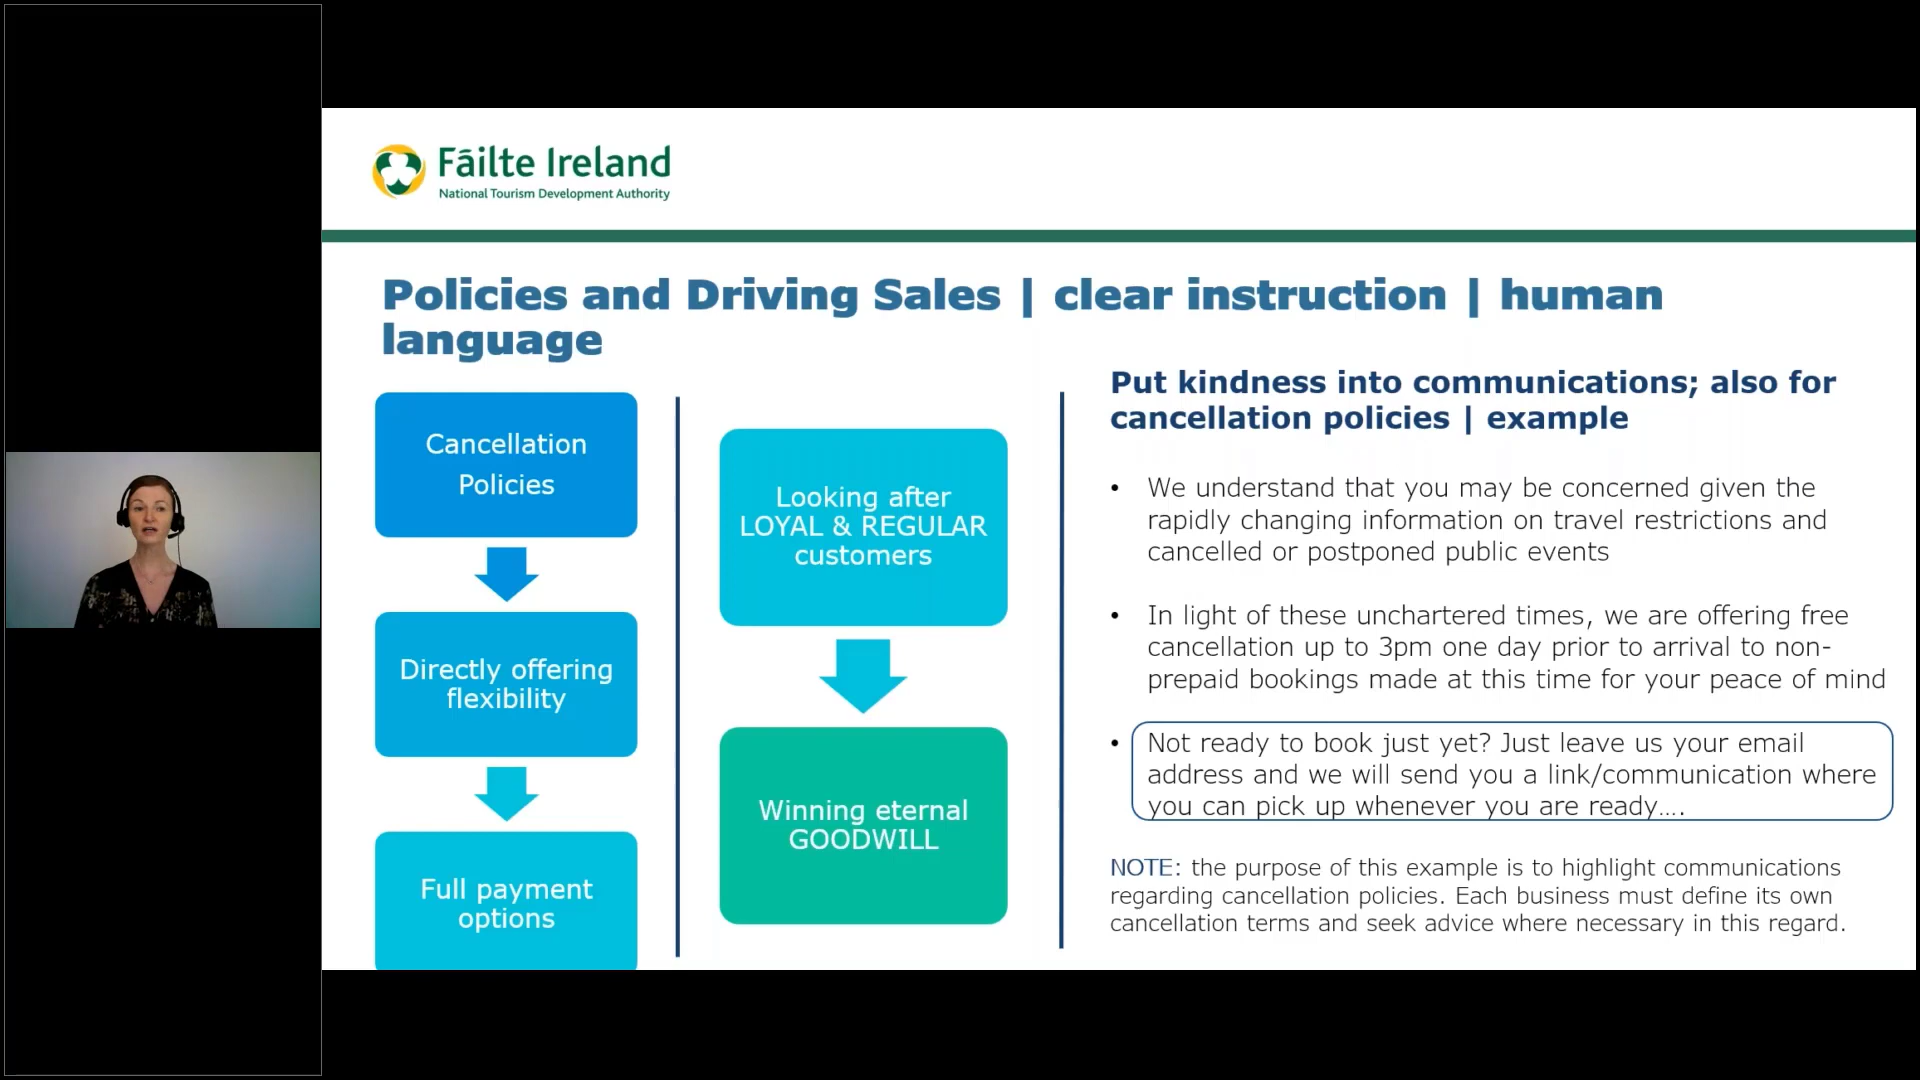 Fáilte Ireland
National Tourism Development Authority
Policies and Driving Sales | clear instruction | human
language
Cancellation
Policies
Directly offering
flexibility
Full payment
options
Looking after
LOYAL & REGULAR
customers
Winning eternal
GOODWILL
Put kindness into communications; also for
cancellation policies | example
• We understand that you may be concerned given the
rapidly changing information on travel restrictions and
cancelled or postponed public events
• In light of these unchartered times, we are offering free
cancellation up to 3pm one day prior to arrival to non-
prepaid bookings made at this time for your peace of mind
• Not ready to book just yet? Just leave us your email
address and we will send you a link/communication where
you can pick up whenever you are ready....
NOTE: the purpose of this example is to highlight communications
regarding cancellation policies. Each business must define its own
cancellation terms and seek advice where necessary in this regard.